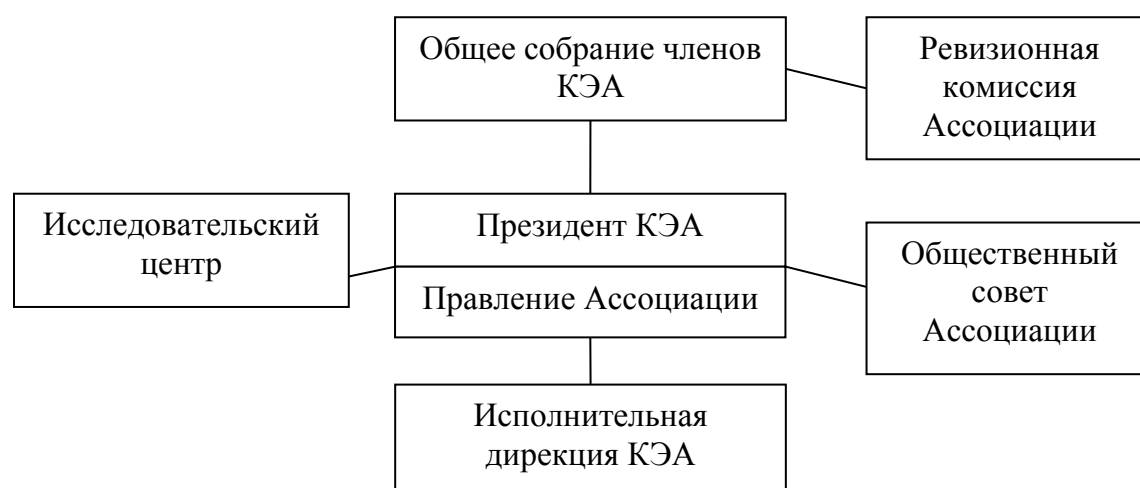 Общее собрание членов
КЭА
Ревизионная
комиссия
Ассоциации
Исследовательский
центр
Президент КЭА
Правление Ассоциации
Общественный
совет
Ассоциации
Исполнительная
дирекция КЭА